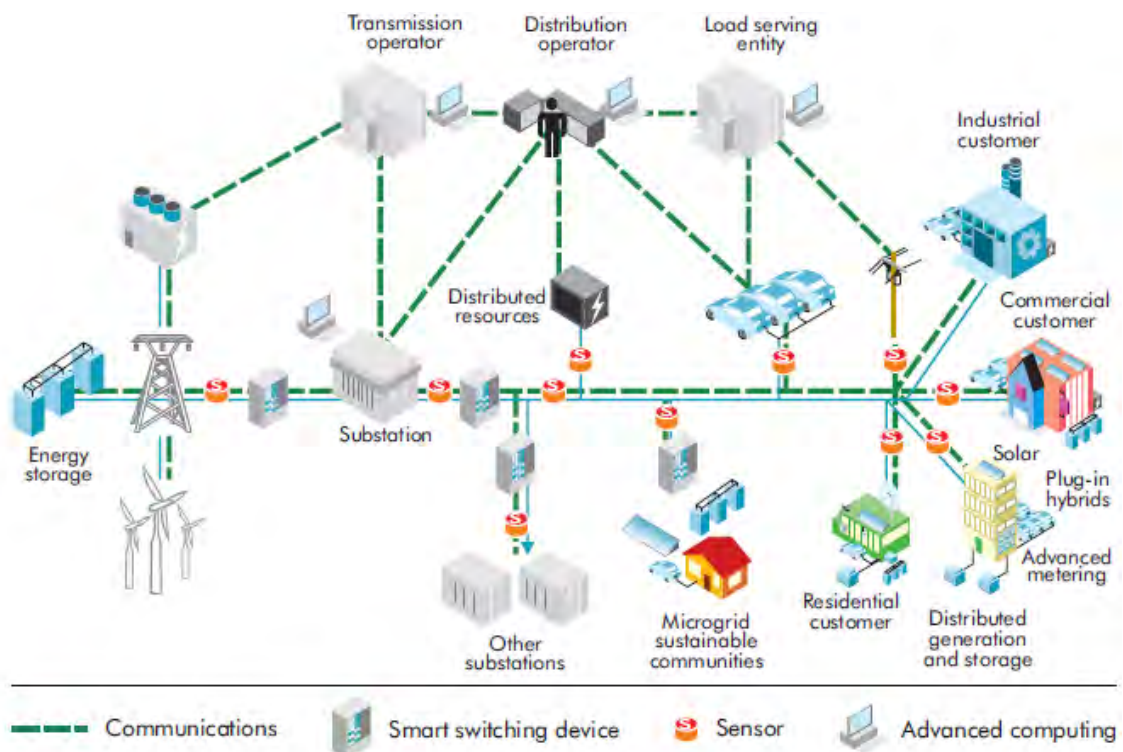 Transmission
operator
Distribution
operator
Load serving
entity
Industrial
customer
Distributed
resources
Commercial
customer
S
S
S
S
S
S
S
S
S
S
S
Energy
storage
Substation
Solar
Plug-in
hybrids
Advanced
metering
Other
substations
Microgrid
sustainable
communities
Residential
customer
Distributed
generation
and storage
Communications
Smart switching device
S
Sensor
Advanced computing